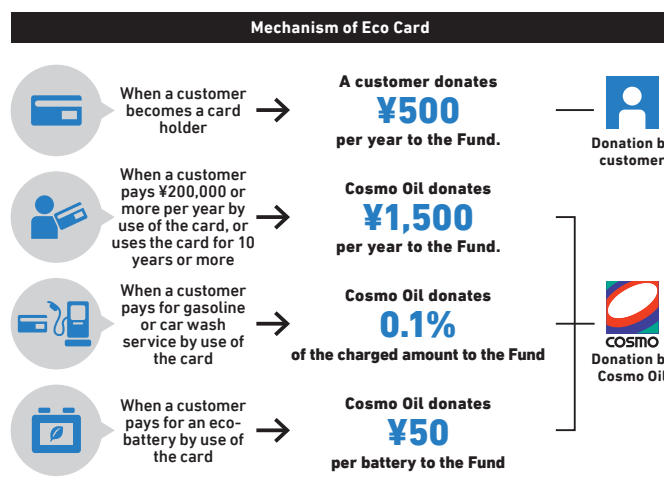 Mechanism of Eco Card
When a customer
becomes a card
holder
A customer donates
¥500
per year to the Fund.
Donation b
customer
When a customer
pays ¥200,000 or
more per year by
use of the card, or
uses the card for 10
years or more
Cosmo Oil donates
¥1,500
per year to the Fund.
When a customer
pays for gasoline
or car wash
service by use of
the card
Cosmo Oil donates
0.1%
of the charged amount to the Fund
COSMO
Donation b
Cosmo Oil
When a customer
pays for an eco-
battery by use of
the card
Cosmo Oil donates
¥50
per battery to the Fund